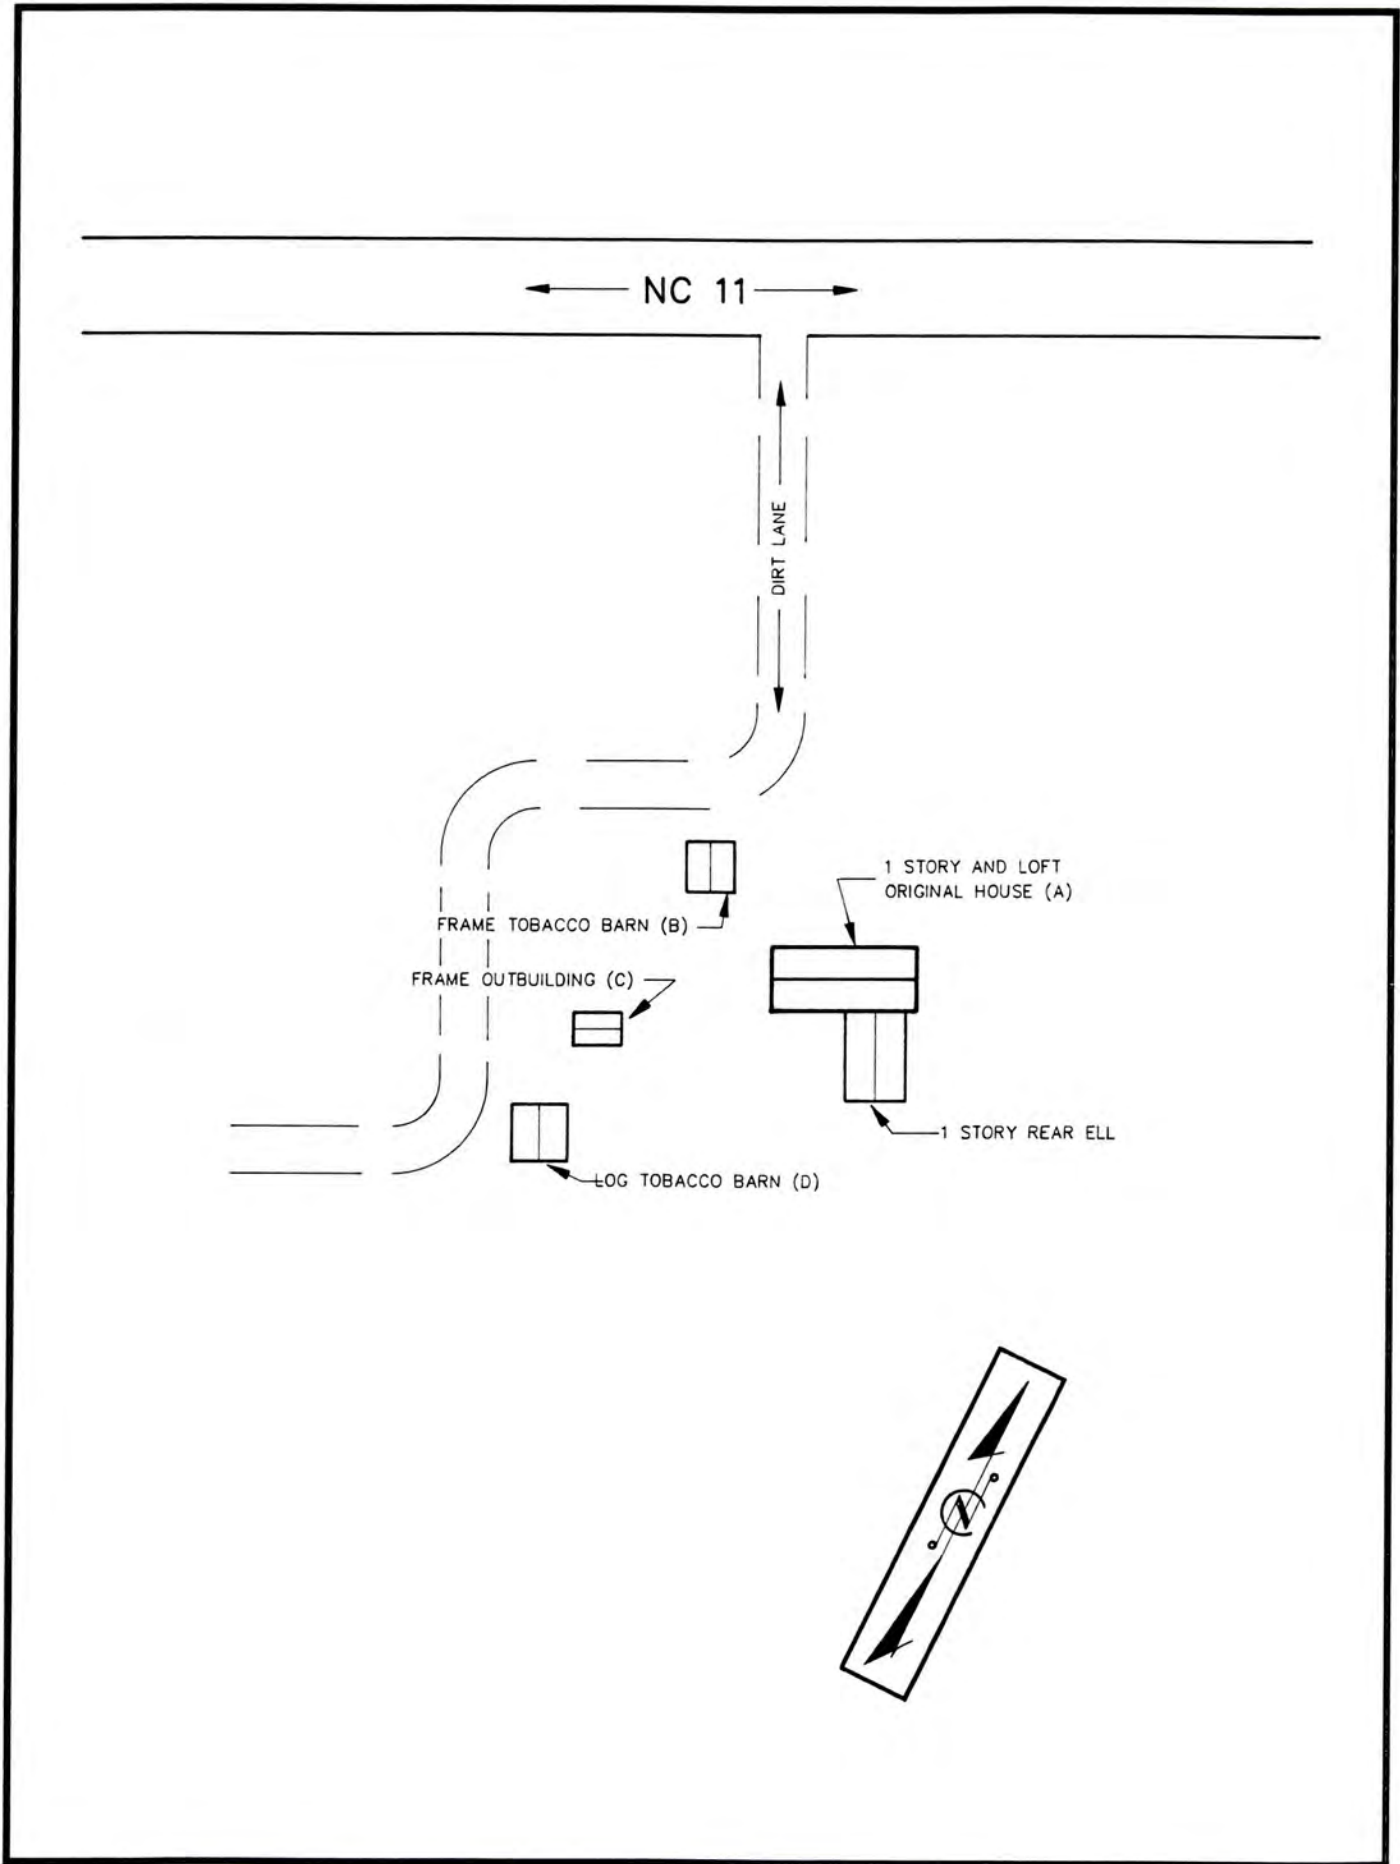 NC 11
DIRT LANE
1 STORY AND LOFT
ORIGINAL HOUSE (A)
FRAME TOBACCO BARN (B)
FRAME OUTBUILDING (C)
1 STORY REAR ELL
LOG TOBACCO BARN (D)
N